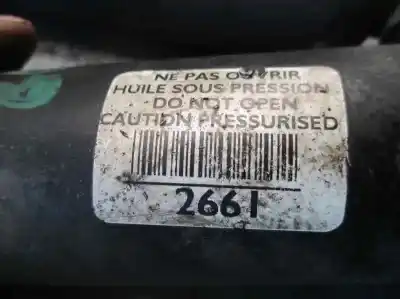 NE PAS OUVRIR
HUILE SOUS PRESSION
DO NOT OPEN
CAUTION PRESSURISED
2661